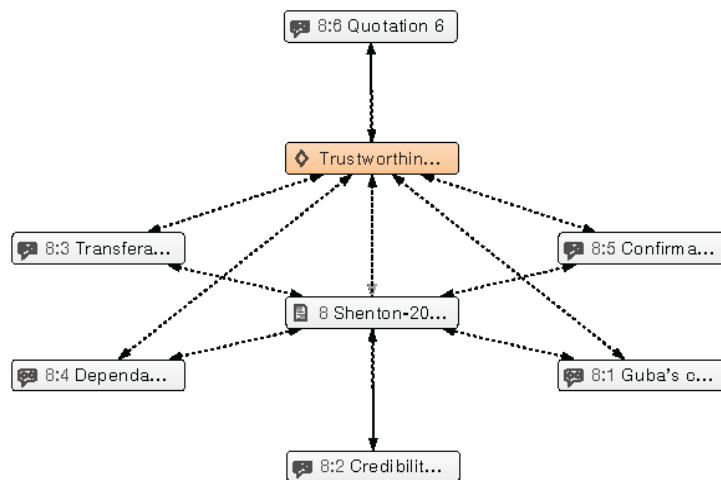 8:6 Quotation 6
Trustworthin...
8:3 Transfera...
8:5 Confirma...
8 Shenton-20...
8:4 Dependa...
8:1 Guba's c...
8:2 Credibilit...